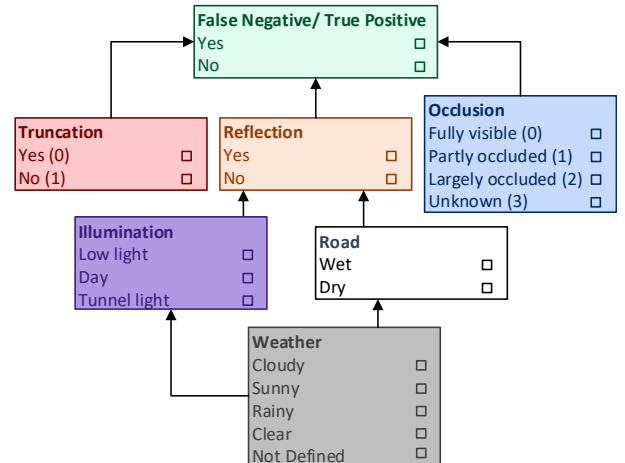 False Negative/ True Positive
Yes
No
Truncation
Yes (0)
No (1)
Reflection
Yes
No
Occlusion
Fully visible (0)
Partly occluded (1)
Largely occluded (2)
Unknown (3)
Illumination
Low light
Day
Tunnel light
Road
Wet
Dry
Weather
Cloudy
Sunny
Rainy
Clear
Not Defined